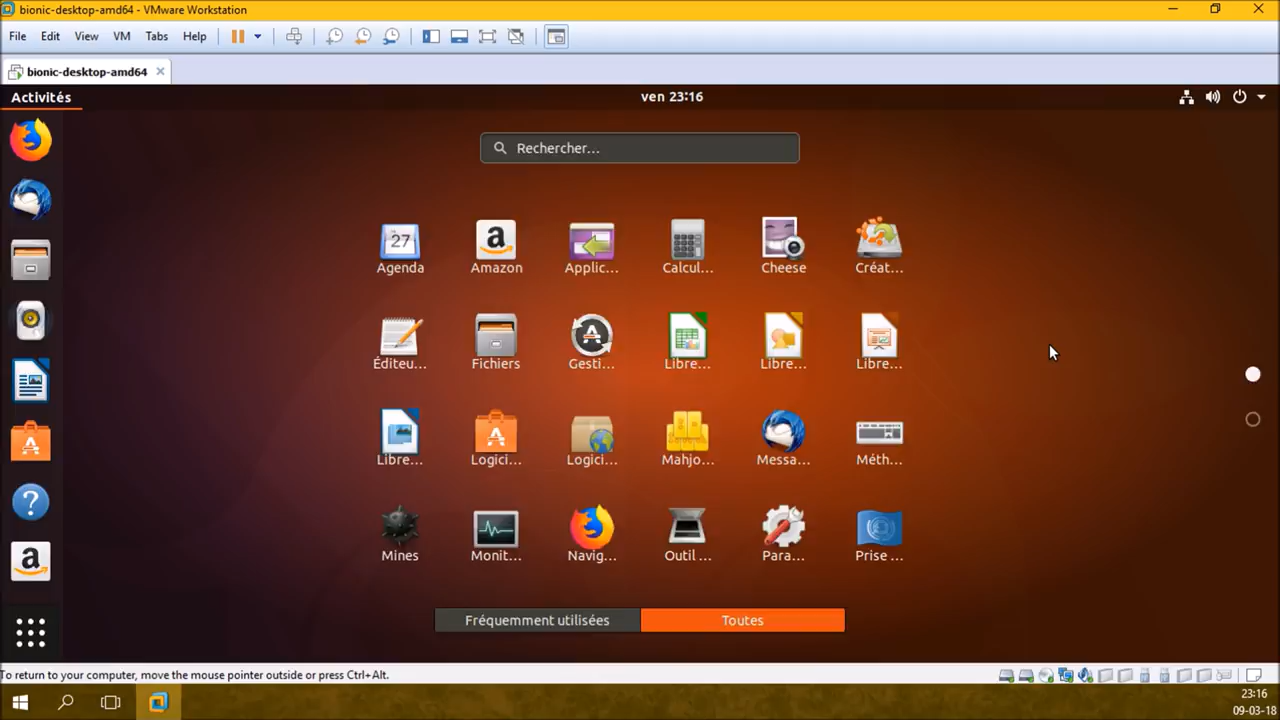 bionic-desktop-amd64 - VMware Workstation
File Edit View VM Tabs Help
bionic-desktop-amd64
Activités
ven 23:16
Rechercher...
27
Agenda Amazon Applic... Calcul... Cheese Créat...
Éditeu... Fichiers Gesti... Libre... Libre... Libre...
Libre... Logici... Logici... Mahjo... Messa... Méth...
Mines Monit... Navig... Outil ... Para... Prise ...
Fréquemment utilisées Toutes
To return to your computer, move the mouse pointer outside or press Ctrl+Alt.
23:16
09-03-18